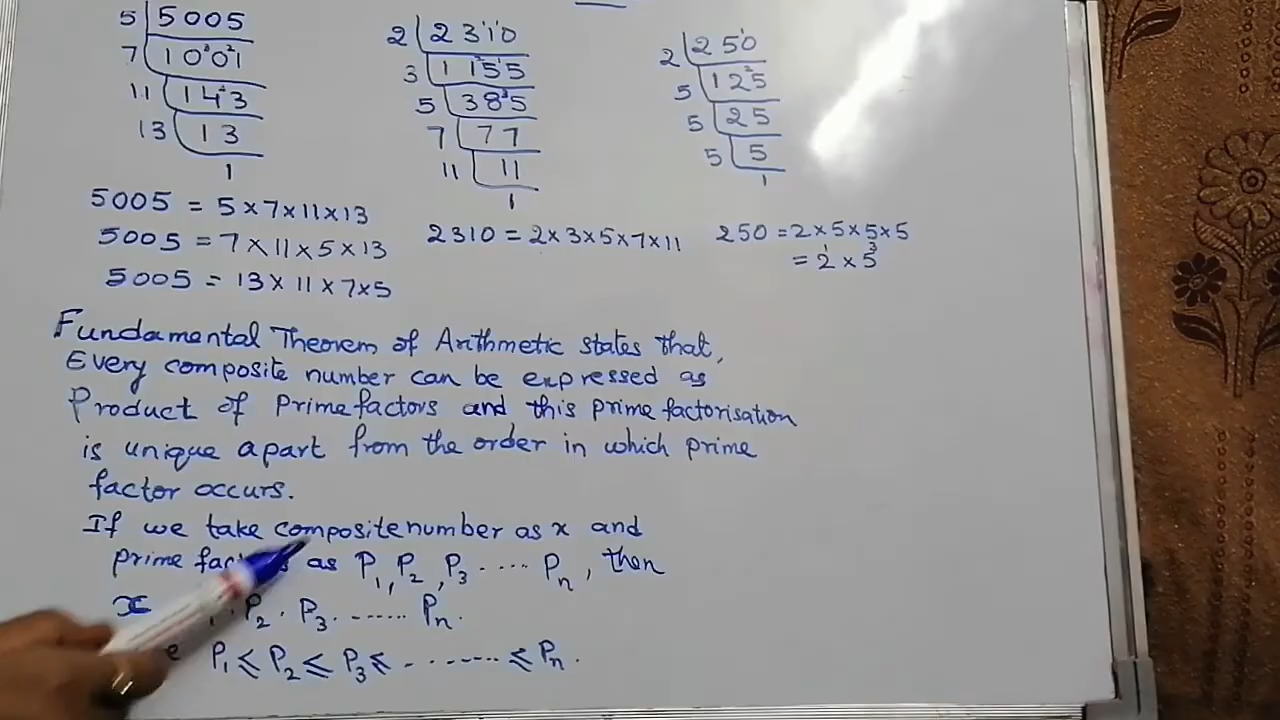 5 | 5005
7 | 1001
11 | 143
13 | 13
1
2 | 2310
3 | 1155
5 | 385
7 | 77
11 | 11
1
2 | 250
5 | 125
5 | 25
5 | 5
1
5005 = 5×7×11×13
5005 = 7×11×5×13
5005 = 13×11×7×5
2310 = 2×3×5×7×11
250 = 2×5×5×5
= 2¹ × 5³
Fundamental Theorem of Arithmetic states that,
Every composite number can be expressed as
Product of Prime factors and this prime factorisation
is unique apart from the order in which prime
factor occurs.
If we take composite number as x and
prime as P₁, P₂, P₃ ..... Pₙ, then
x P₂ . P₃ . ...... Pₙ.
P₁ ⩽ P₂ ⩽ P₃ ⩽ ........ ⩽ Pₙ.